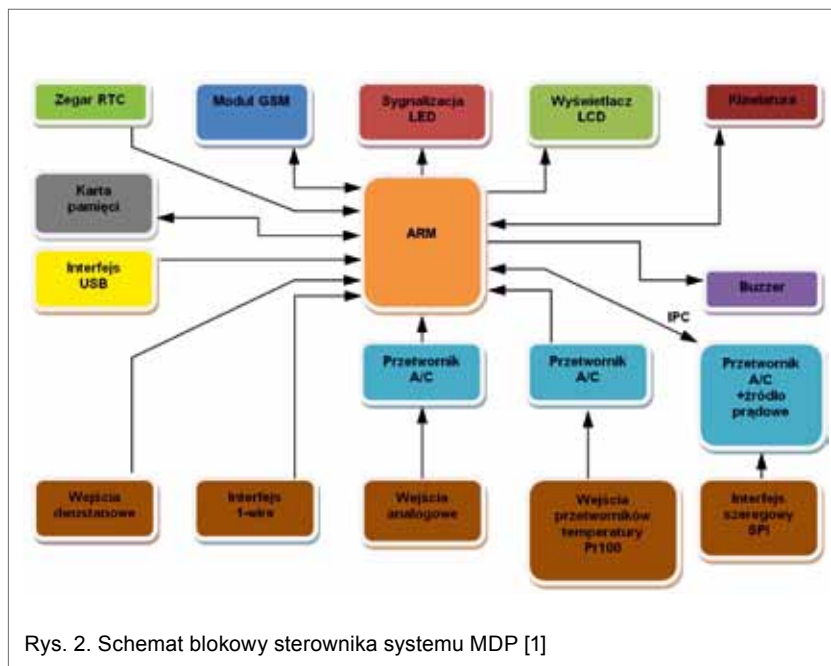 Zegar RTC
Moduł GSM
Sygnalizacja
LED
Wyświetlacz
LCD
Klawiatura
Karta
pamięci
ARM
Interfejs
USB
Buzzer
IPC
Przetwornik
A/C
Przetwornik
A/C
Przetwornik
A/C
+źródło
prądowe
Wejścia
dwustanowe
Interfejs
1-wire
Wejścia
analogowe
Wejścia
przetworników
temperatury
Pt100
Interfejs
szeregowy
SPI
Rys. 2. Schemat blokowy sterownika systemu MDP [1]